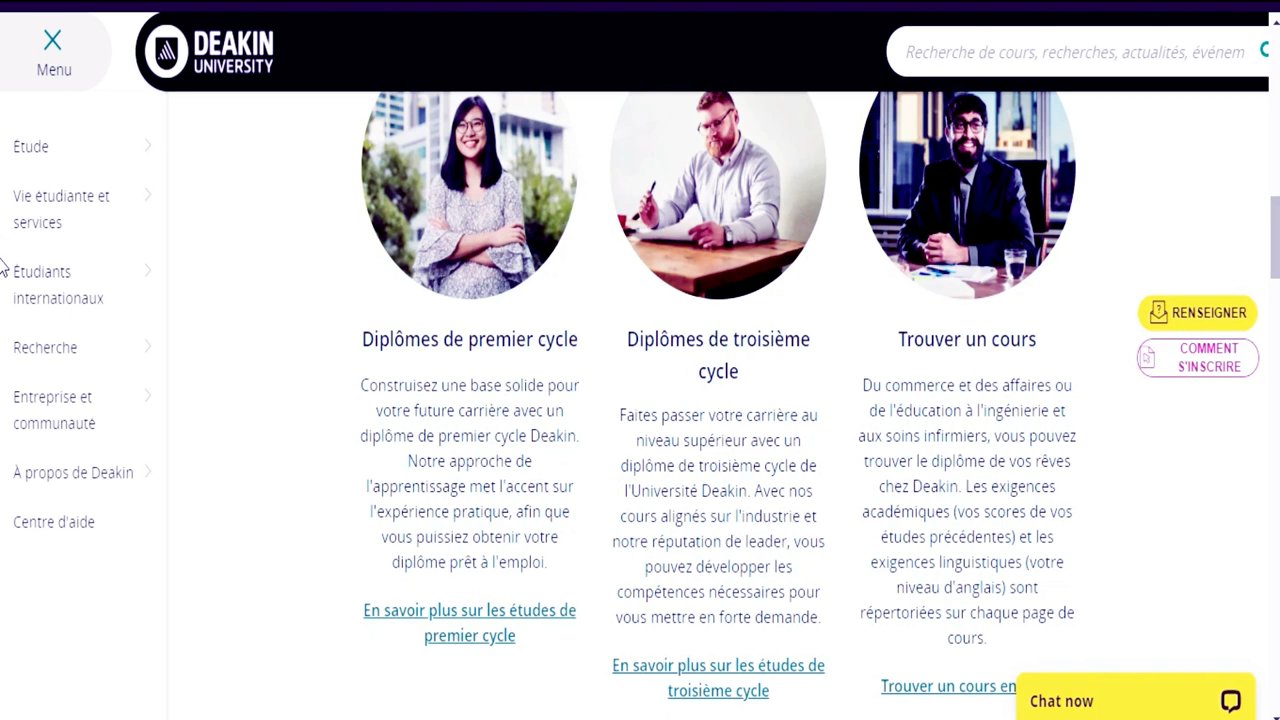 Menu
DEAKIN
UNIVERSITY
Recherche de cours, recherches, actualités, événem
Étude
Vie étudiante et
services
Étudiants
internationaux
Recherche
Entreprise et
communauté
À propos de Deakin
Centre d'aide
Diplômes de premier cycle
Construisez une base solide pour
votre future carrière avec un
diplôme de premier cycle Deakin.
Notre approche de
l'apprentissage met l'accent sur
l'expérience pratique, afin que
vous puissiez obtenir votre
diplôme prêt à l'emploi.
En savoir plus sur les études de
premier cycle
Diplômes de troisième
cycle
Faites passer votre carrière au
niveau supérieur avec un
diplôme de troisième cycle de
l'Université Deakin. Avec nos
cours alignés sur l'industrie et
notre réputation de leader, vous
pouvez développer les
compétences nécessaires pour
vous mettre en forte demande.
En savoir plus sur les études de
troisième cycle
Trouver un cours
Du commerce et des affaires ou
de l'éducation à l'ingénierie et
aux soins infirmiers, vous pouvez
trouver le diplôme de vos rêves
chez Deakin. Les exigences
académiques (vos scores de vos
études précédentes) et les
exigences linguistiques (votre
niveau d'anglais) sont
répertoriées sur chaque page de
cours.
Trouver un cours en
RENSEIGNER
COMMENT
S'INSCRIRE
Chat now